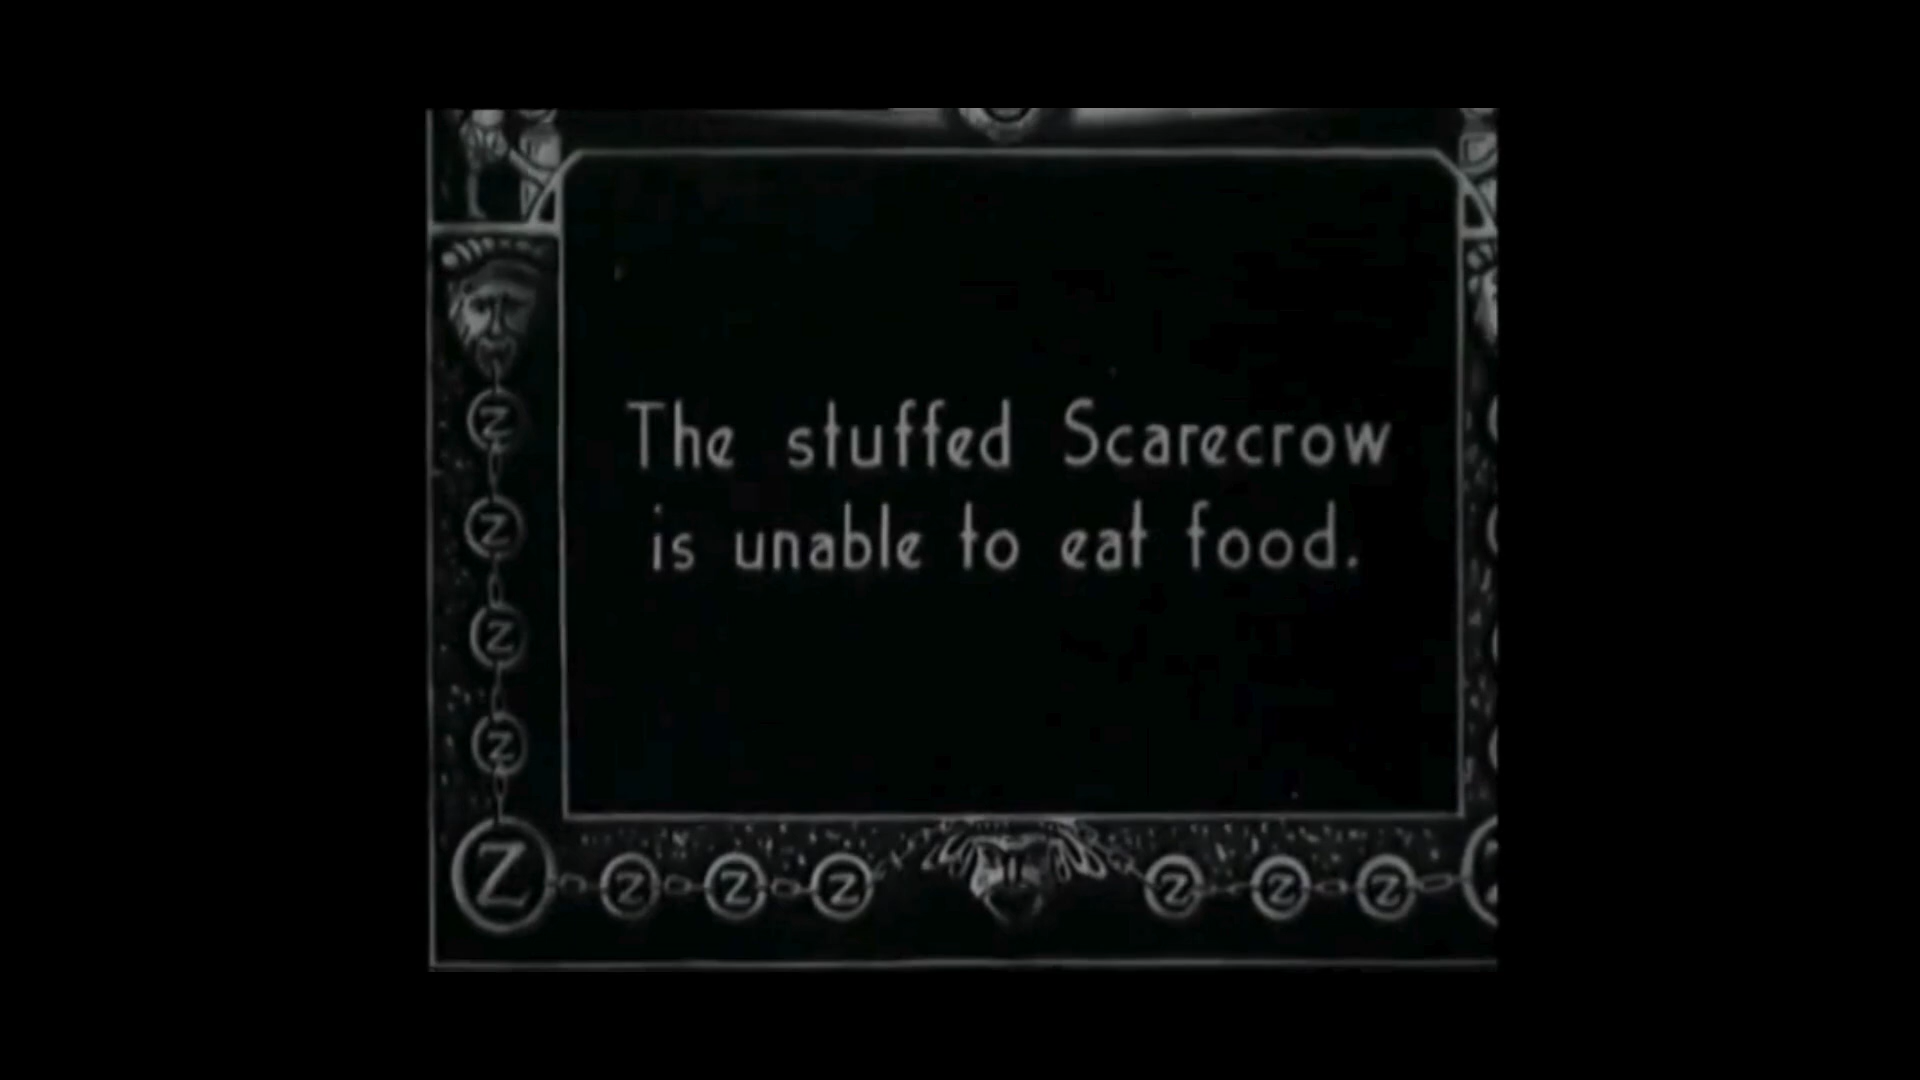 The stuffed Scarecrow
is unable to eat food.
Z
Z
Z
Z
Z Z Z Z Z Z Z